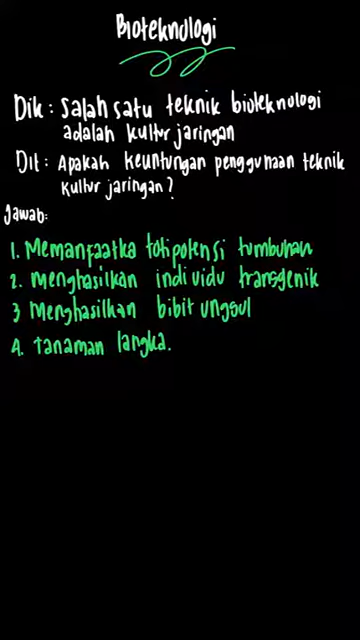 Bioteknologi
Dik : Salah satu teknik bioteknologi
adalah kultur jaringan
Dit : Apakah keuntungan penggunaan teknik
kultur jaringan ?
Jawab:
1. Memanfaatka totipotensi tumbuhan
2. menghasilkan individu transgenik
3 Menghasilkan bibit unggul
4. tanaman langka.